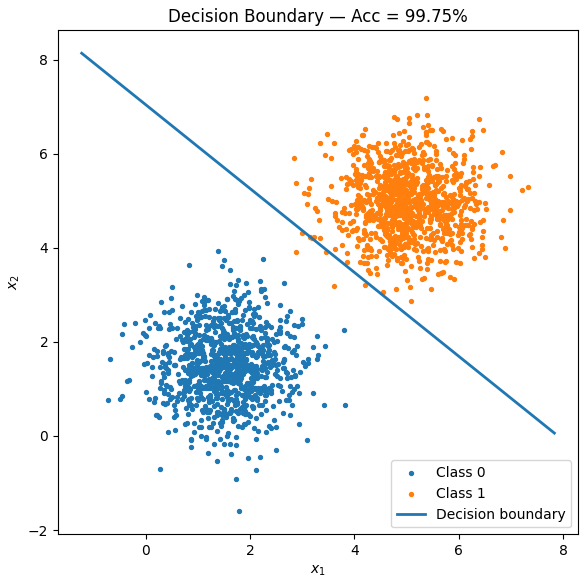 Decision Boundary — Acc = 99.75%
8
6
4
2
0
−2
x₂
0 2 4 6 8
x₁
Class 0
Class 1
Decision boundary